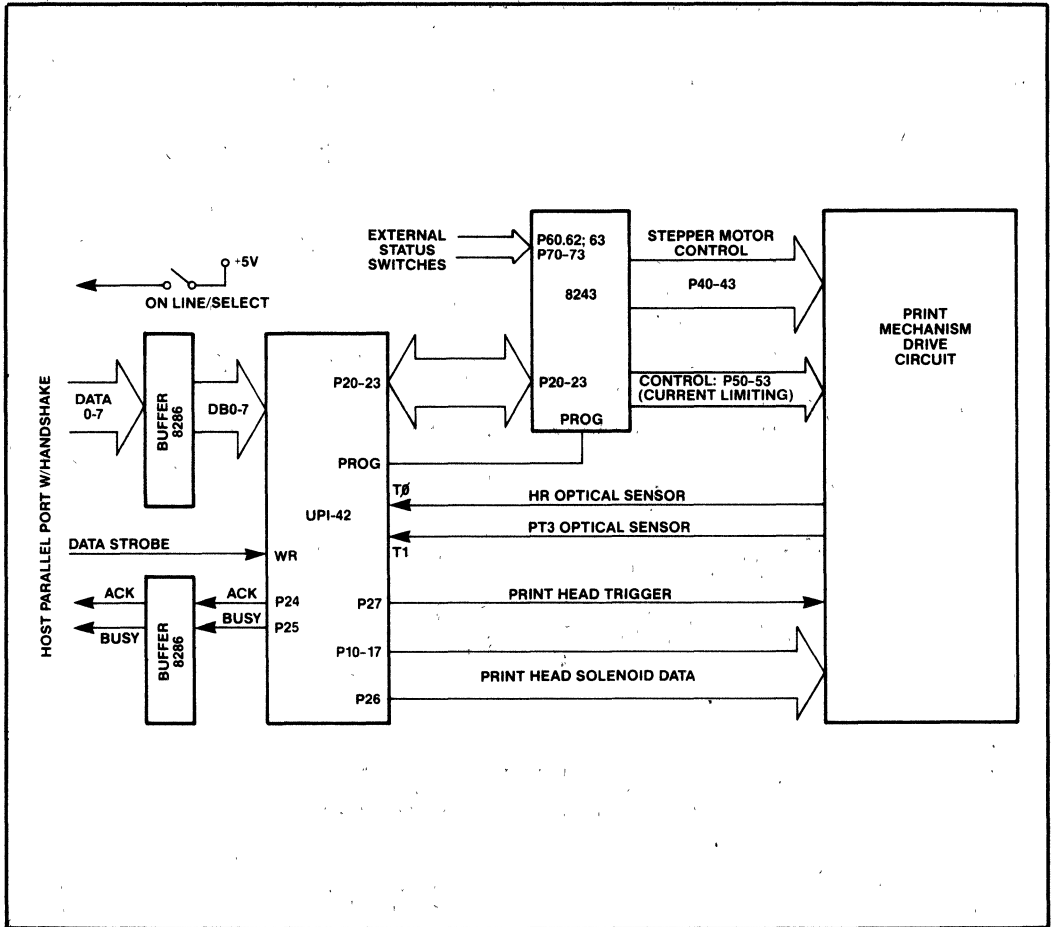 EXTERNAL
STATUS
SWITCHES
P60.62; 63
P70-73
8243
STEPPER MOTOR
CONTROL
P40-43
PRINT
MECHANISM
DRIVE
CIRCUIT
+5V
ON LINE/SELECT
HOST PARALLEL PORT W/HANDSHAKE
DATA
0-7
BUFFER
8286
DB0-7
P20-23
P20-23
PROG
CONTROL: P50-53
(CURRENT LIMITING)
PROG
UPI-42
TØ
HR OPTICAL SENSOR
PT3 OPTICAL SENSOR
T1
DATA STROBE
WR
ACK
BUSY
BUFFER
8286
ACK
BUSY
P24
P25
P27
PRINT HEAD TRIGGER
P10-17
PRINT HEAD SOLENOID DATA
P26